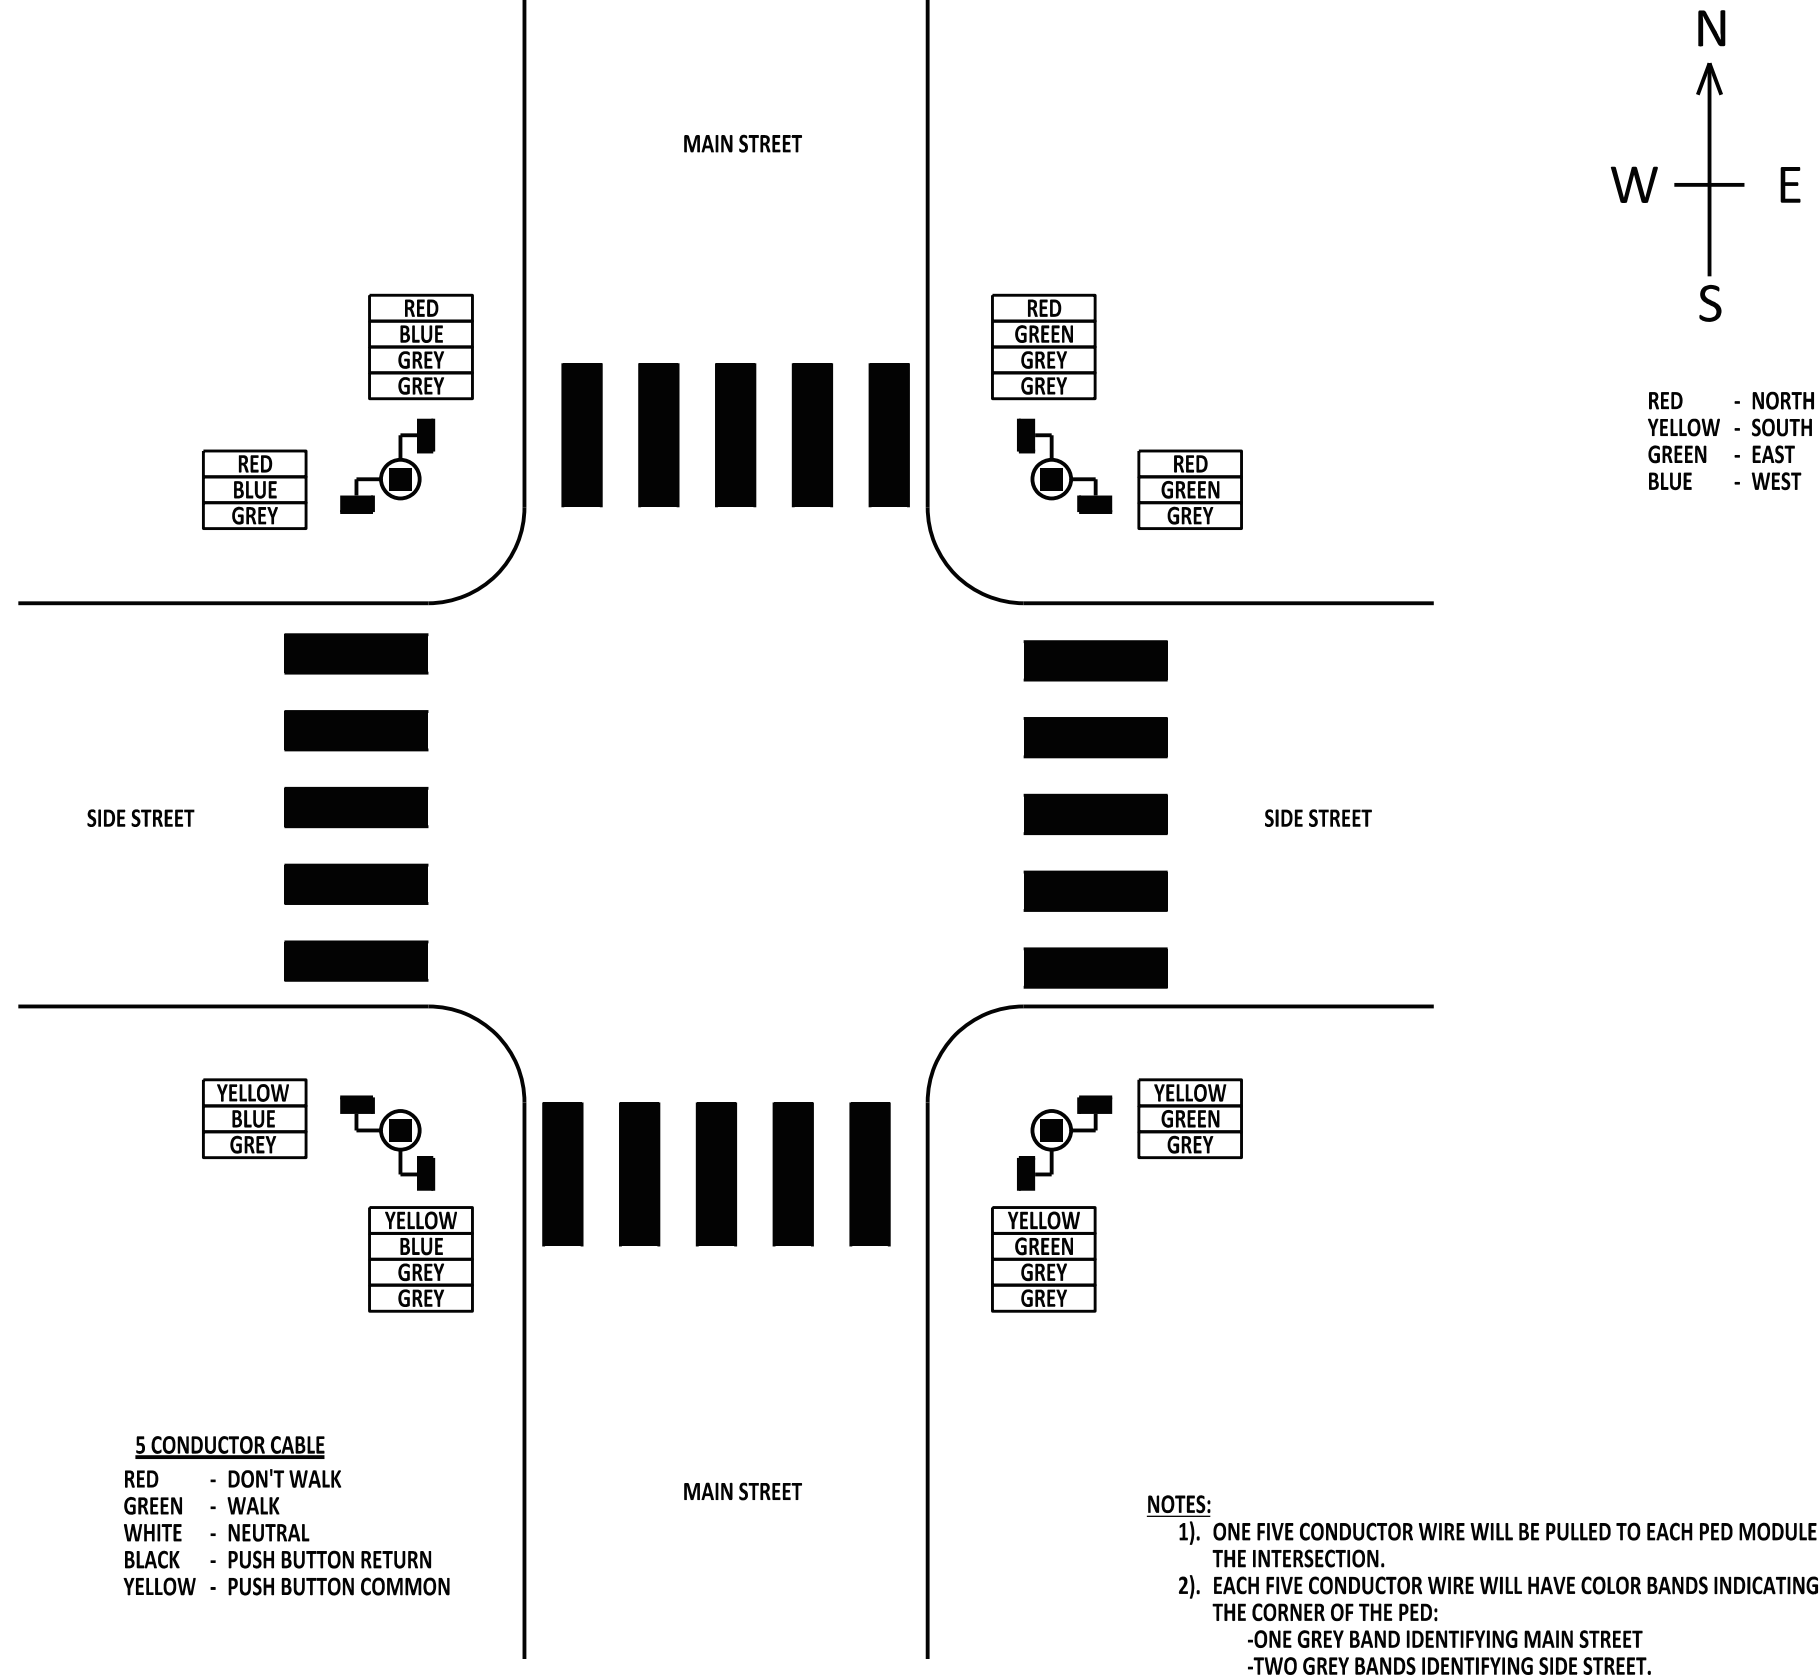 N
W E
S
MAIN STREET
RED
BLUE
GREY
GREY
RED
GREEN
GREY
GREY
RED - NORTH
YELLOW - SOUTH
GREEN - EAST
BLUE - WEST
RED
BLUE
GREY
RED
GREEN
GREY
SIDE STREET
SIDE STREET
YELLOW
BLUE
GREY
YELLOW
GREEN
GREY
YELLOW
BLUE
GREY
GREY
YELLOW
GREEN
GREY
GREY
5 CONDUCTOR CABLE
RED - DON'T WALK
GREEN - WALK
WHITE - NEUTRAL
BLACK - PUSH BUTTON RETURN
YELLOW - PUSH BUTTON COMMON
MAIN STREET
NOTES:
1). ONE FIVE CONDUCTOR WIRE WILL BE PULLED TO EACH PED MODULE
THE INTERSECTION.
2). EACH FIVE CONDUCTOR WIRE WILL HAVE COLOR BANDS INDICATING
THE CORNER OF THE PED:
-ONE GREY BAND IDENTIFYING MAIN STREET
-TWO GREY BANDS IDENTIFYING SIDE STREET.